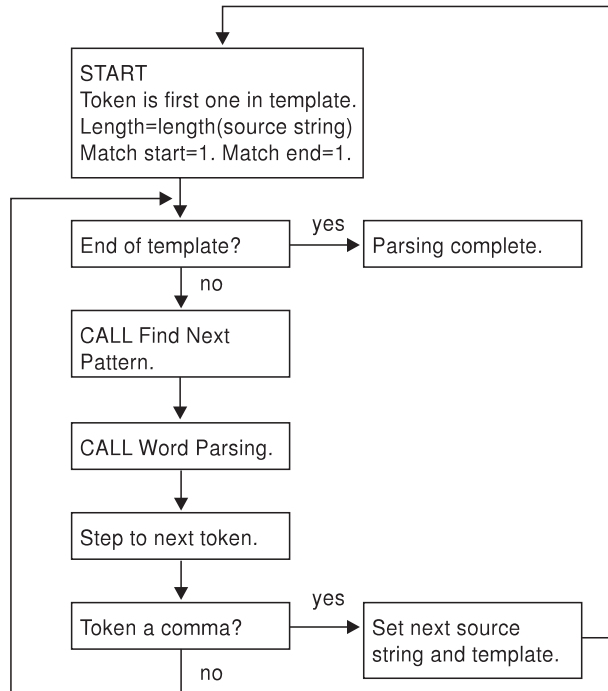 START
Token is first one in template.
Length=length(source string)
Match start=1. Match end=1.
End of template?
yes
Parsing complete.
no
CALL Find Next
Pattern.
CALL Word Parsing.
Step to next token.
Token a comma?
yes
Set next source
string and template.
no